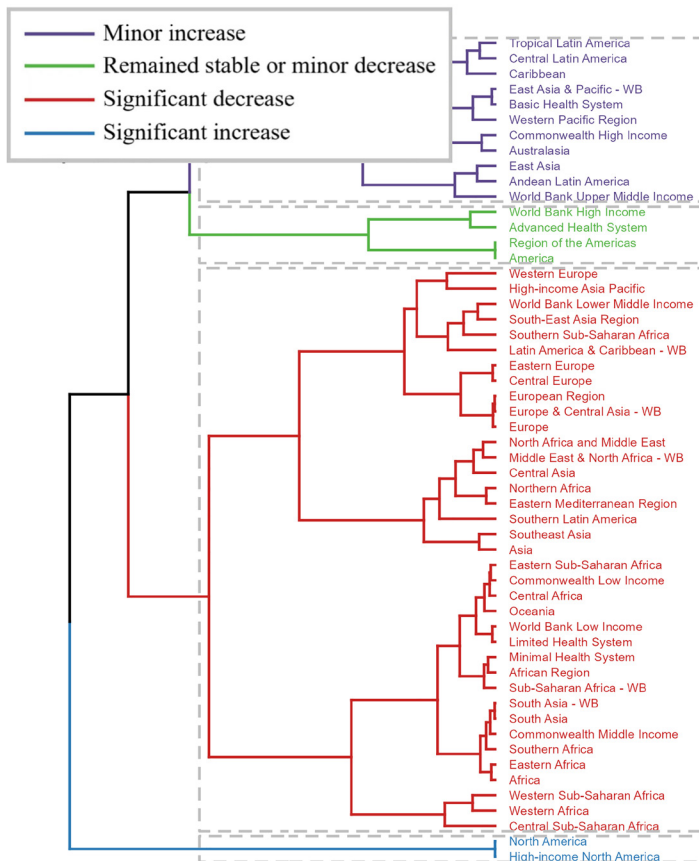 Minor increase
Remained stable or minor decrease
Significant decrease
Significant increase
Tropical Latin America
Central Latin America
Caribbean
East Asia & Pacific - WB
Basic Health System
Western Pacific Region
Commonwealth High Income
Australasia
East Asia
Andean Latin America
World Bank Upper Middle Income
World Bank High Income
Advanced Health System
Region of the Americas
America
Western Europe
High-income Asia Pacific
World Bank Lower Middle Income
South-East Asia Region
Southern Sub-Saharan Africa
Latin America & Caribbean - WB
Eastern Europe
Central Europe
European Region
Europe & Central Asia - WB
Europe
North Africa and Middle East
Middle East & North Africa - WB
Central Asia
Northern Africa
Eastern Mediterranean Region
Southern Latin America
Southeast Asia
Asia
Eastern Sub-Saharan Africa
Commonwealth Low Income
Central Africa
Oceania
World Bank Low Income
Limited Health System
Minimal Health System
African Region
Sub-Saharan Africa - WB
South Asia - WB
South Asia
Commonwealth Middle Income
Southern Africa
Eastern Africa
Africa
Western Sub-Saharan Africa
Western Africa
Central Sub-Saharan Africa
North America
High-income North America